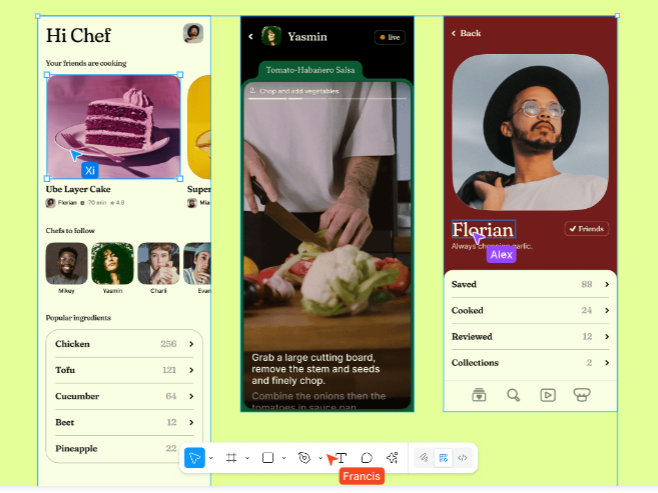 Hi Chef
Your friends are cooking
Xi
Ube Layer Cake
Super
Florian 70 min 4.8
Mia
Chefs to follow
Mikey
Yasmin
Charli
Evan
Popular ingredients
Chicken 256
Tofu 121
Cucumber 64
Beet 12
Pineapple 22
Yasmin
live
Tomato-Habañero Salsa
2. Chop and add vegetables
Grab a large cutting board,
remove the stem and seeds
and finely chop.
Combine the onions then the
tomatoes in sauce pan
Back
Florian
Friends
Always chopping garlic.
Alex
Saved 88
Cooked 24
Reviewed 12
Collections 2
Francis